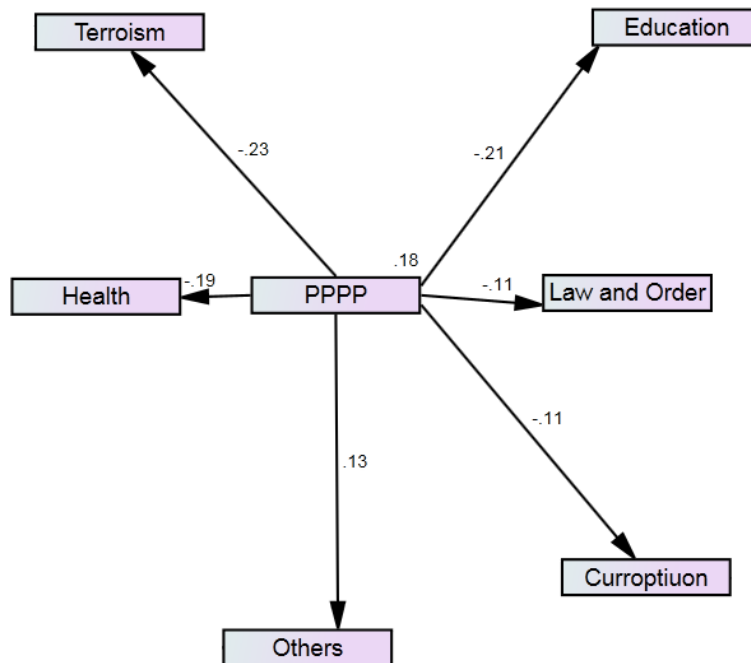 Terroism
Education
-.23
-.21
.18
Health
-.19
PPPP
-.11
Law and Order
-.11
.13
Curroptiuon
Others